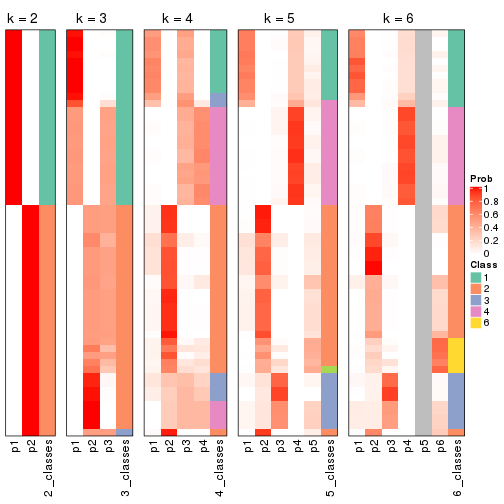 k = 2
k = 3
k = 4
k = 5
k = 6
Prob
1
0.8
0.6
0.4
0.2
0
Class
1
2
3
4
6
p1
p2
2_classes
p1
p2
p3
3_classes
p1
p2
p3
p4
4_classes
p1
p2
p3
p4
p5
5_classes
p1
p2
p3
p4
p5
p6
6_classes